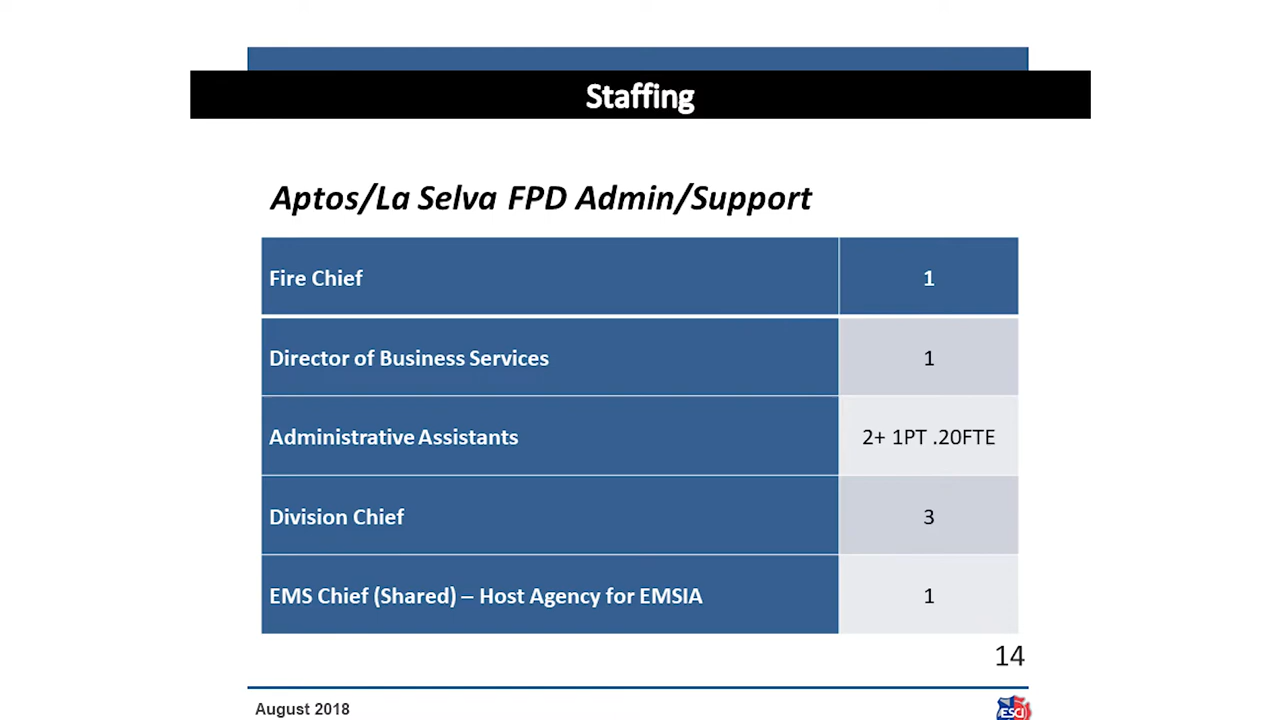 Staffing
Aptos/La Selva FPD Admin/Support
Fire Chief 1
Director of Business Services 1
Administrative Assistants 2+ 1PT .20FTE
Division Chief 3
EMS Chief (Shared) – Host Agency for EMSIA 1
14
August 2018
ESCI